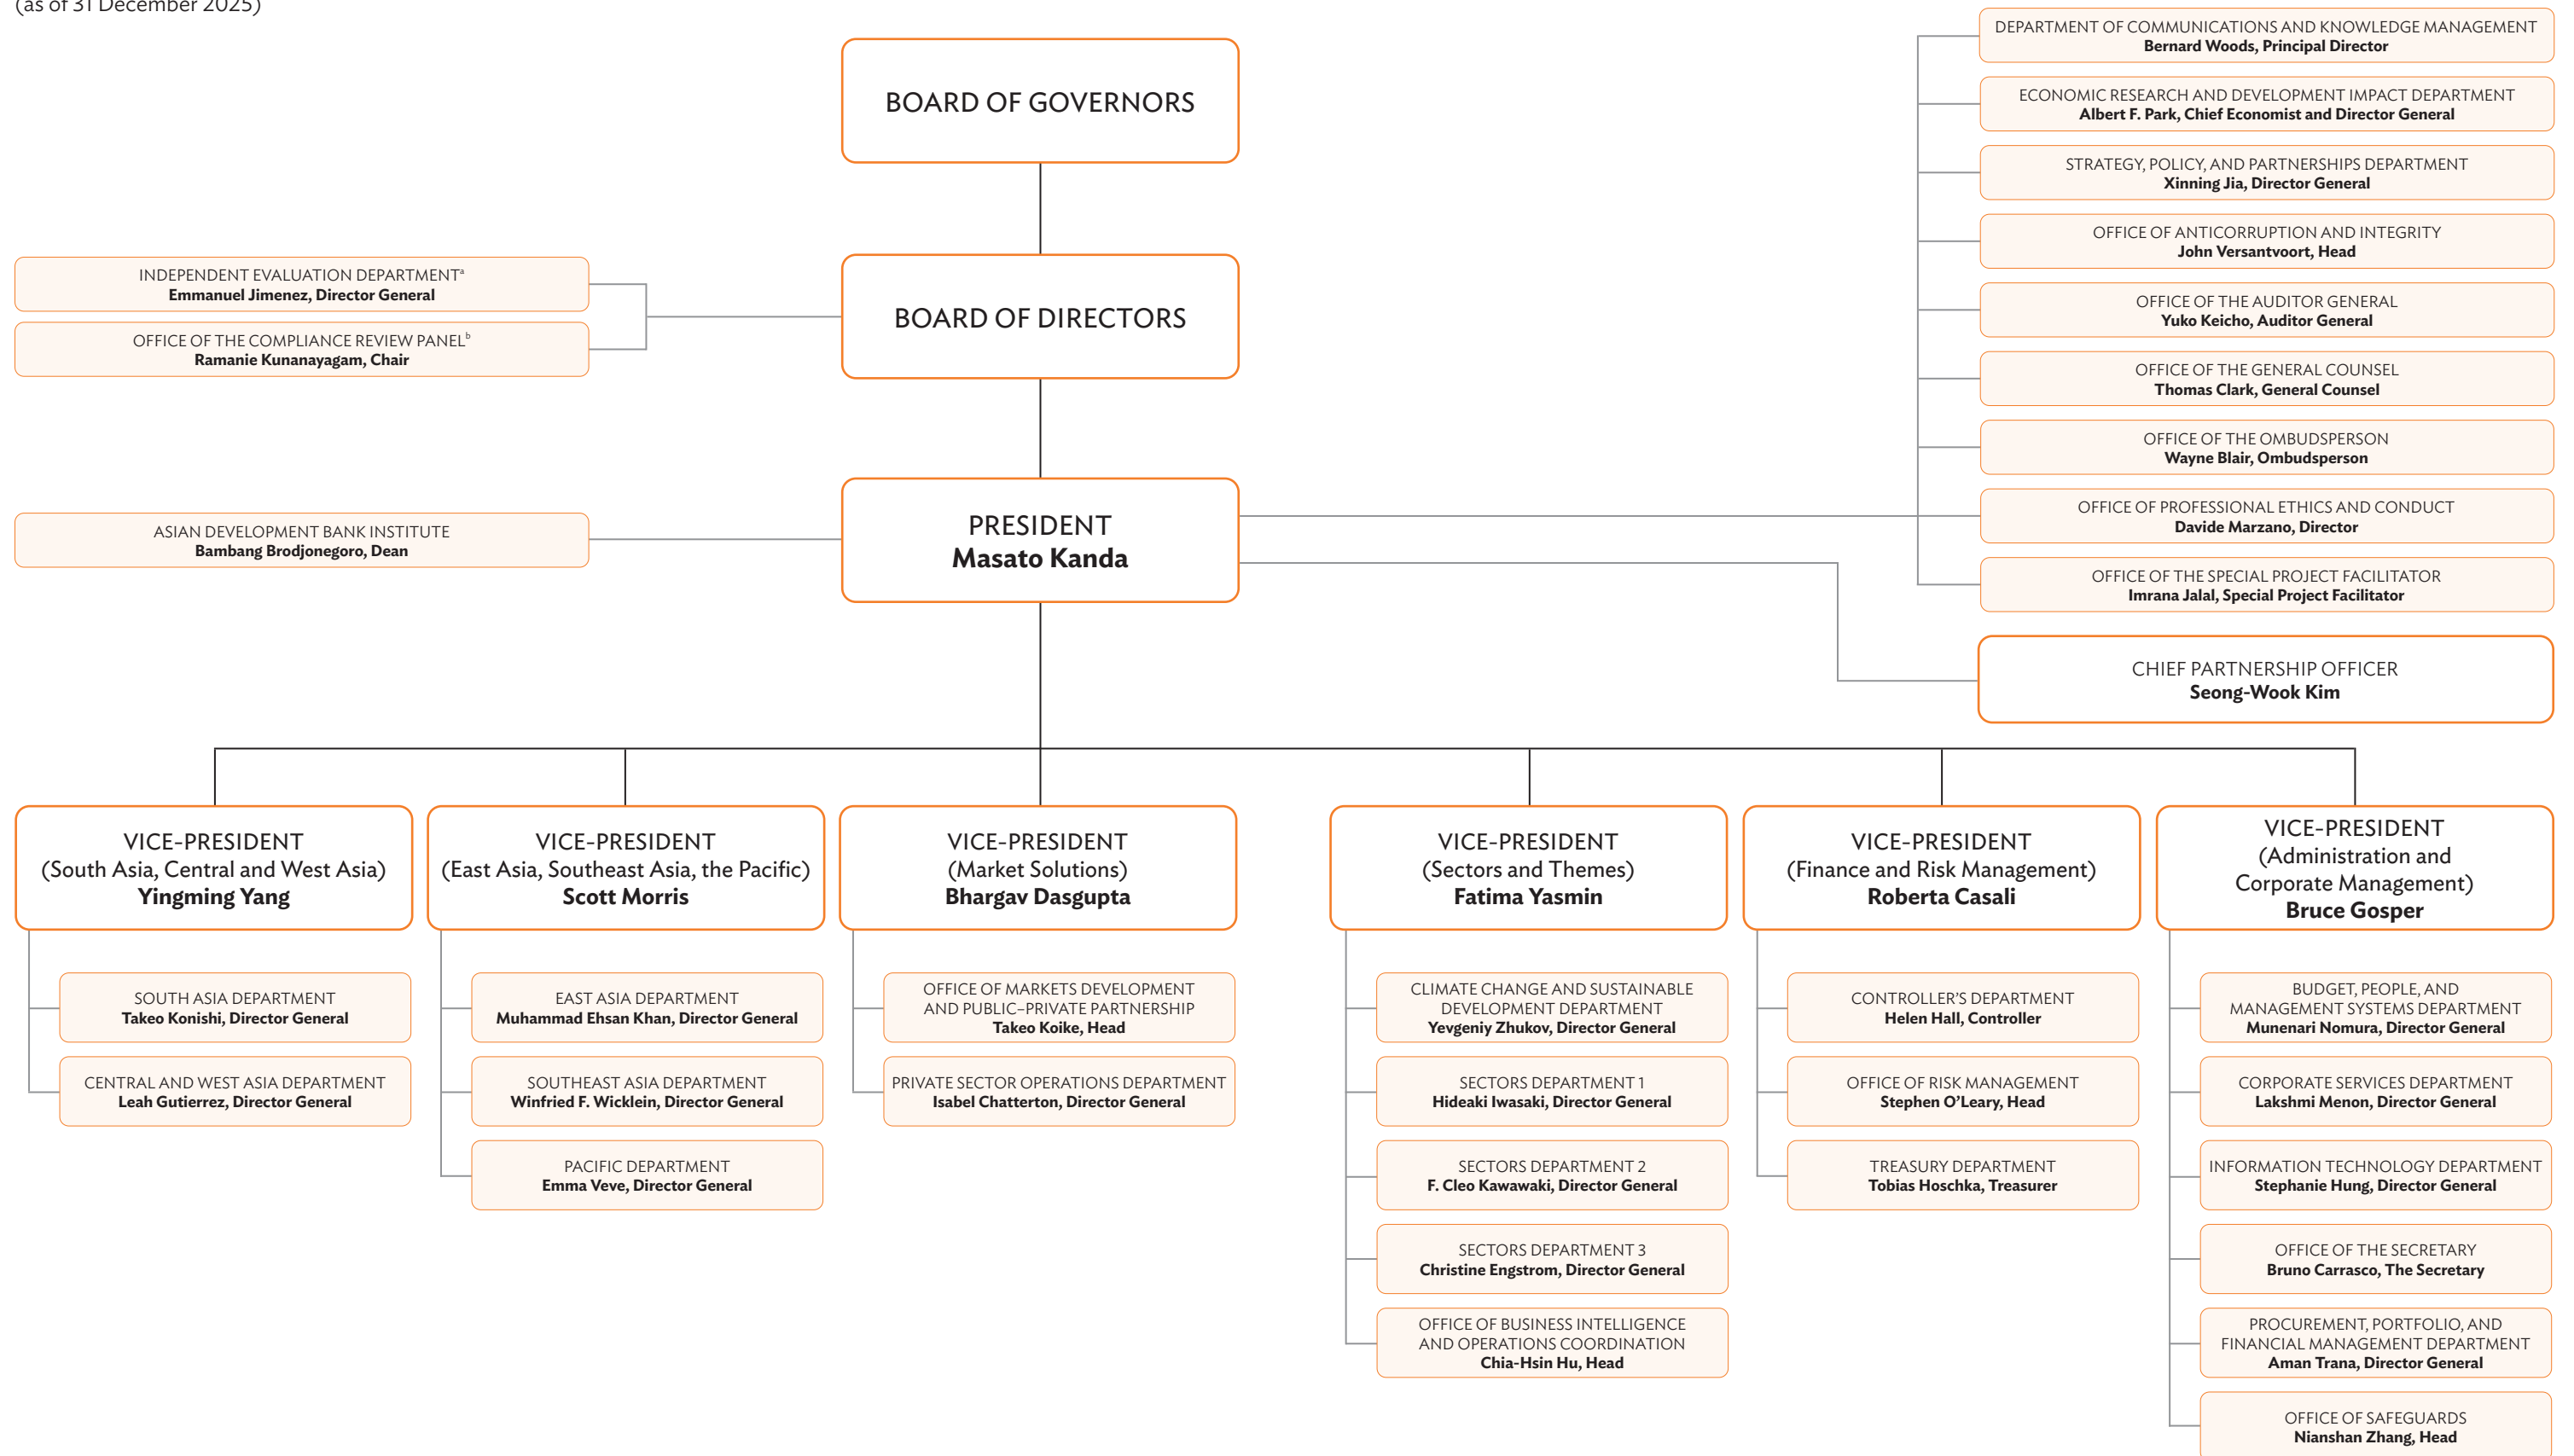 (as of 31 December 2025)
BOARD OF GOVERNORS
BOARD OF DIRECTORS
INDEPENDENT EVALUATION DEPARTMENTᵃ
Emmanuel Jimenez, Director General
OFFICE OF THE COMPLIANCE REVIEW PANELᵇ
Ramanie Kunanayagam, Chair
PRESIDENT
Masato Kanda
ASIAN DEVELOPMENT BANK INSTITUTE
Bambang Brodjonegoro, Dean
DEPARTMENT OF COMMUNICATIONS AND KNOWLEDGE MANAGEMENT
Bernard Woods, Principal Director
ECONOMIC RESEARCH AND DEVELOPMENT IMPACT DEPARTMENT
Albert F. Park, Chief Economist and Director General
STRATEGY, POLICY, AND PARTNERSHIPS DEPARTMENT
Xinning Jia, Director General
OFFICE OF ANTICORRUPTION AND INTEGRITY
John Versantvoort, Head
OFFICE OF THE AUDITOR GENERAL
Yuko Keicho, Auditor General
OFFICE OF THE GENERAL COUNSEL
Thomas Clark, General Counsel
OFFICE OF THE OMBUDSPERSON
Wayne Blair, Ombudsperson
OFFICE OF PROFESSIONAL ETHICS AND CONDUCT
Davide Marzano, Director
OFFICE OF THE SPECIAL PROJECT FACILITATOR
Imrana Jalal, Special Project Facilitator
CHIEF PARTNERSHIP OFFICER
Seong-Wook Kim
VICE-PRESIDENT
(South Asia, Central and West Asia)
Yingming Yang
SOUTH ASIA DEPARTMENT
Takeo Konishi, Director General
CENTRAL AND WEST ASIA DEPARTMENT
Leah Gutierrez, Director General
VICE-PRESIDENT
(East Asia, Southeast Asia, the Pacific)
Scott Morris
EAST ASIA DEPARTMENT
Muhammad Ehsan Khan, Director General
SOUTHEAST ASIA DEPARTMENT
Winfried F. Wicklein, Director General
PACIFIC DEPARTMENT
Emma Veve, Director General
VICE-PRESIDENT
(Market Solutions)
Bhargav Dasgupta
OFFICE OF MARKETS DEVELOPMENT
AND PUBLIC–PRIVATE PARTNERSHIP
Takeo Koike, Head
PRIVATE SECTOR OPERATIONS DEPARTMENT
Isabel Chatterton, Director General
VICE-PRESIDENT
(Sectors and Themes)
Fatima Yasmin
CLIMATE CHANGE AND SUSTAINABLE
DEVELOPMENT DEPARTMENT
Yevgeniy Zhukov, Director General
SECTORS DEPARTMENT 1
Hideaki Iwasaki, Director General
SECTORS DEPARTMENT 2
F. Cleo Kawawaki, Director General
SECTORS DEPARTMENT 3
Christine Engstrom, Director General
OFFICE OF BUSINESS INTELLIGENCE
AND OPERATIONS COORDINATION
Chia-Hsin Hu, Head
VICE-PRESIDENT
(Finance and Risk Management)
Roberta Casali
CONTROLLER’S DEPARTMENT
Helen Hall, Controller
OFFICE OF RISK MANAGEMENT
Stephen O’Leary, Head
TREASURY DEPARTMENT
Tobias Hoschka, Treasurer
VICE-PRESIDENT
(Administration and
Corporate Management)
Bruce Gosper
BUDGET, PEOPLE, AND
MANAGEMENT SYSTEMS DEPARTMENT
Munenari Nomura, Director General
CORPORATE SERVICES DEPARTMENT
Lakshmi Menon, Director General
INFORMATION TECHNOLOGY DEPARTMENT
Stephanie Hung, Director General
OFFICE OF THE SECRETARY
Bruno Carrasco, The Secretary
PROCUREMENT, PORTFOLIO, AND
FINANCIAL MANAGEMENT DEPARTMENT
Aman Trana, Director General
OFFICE OF SAFEGUARDS
Nianshan Zhang, Head